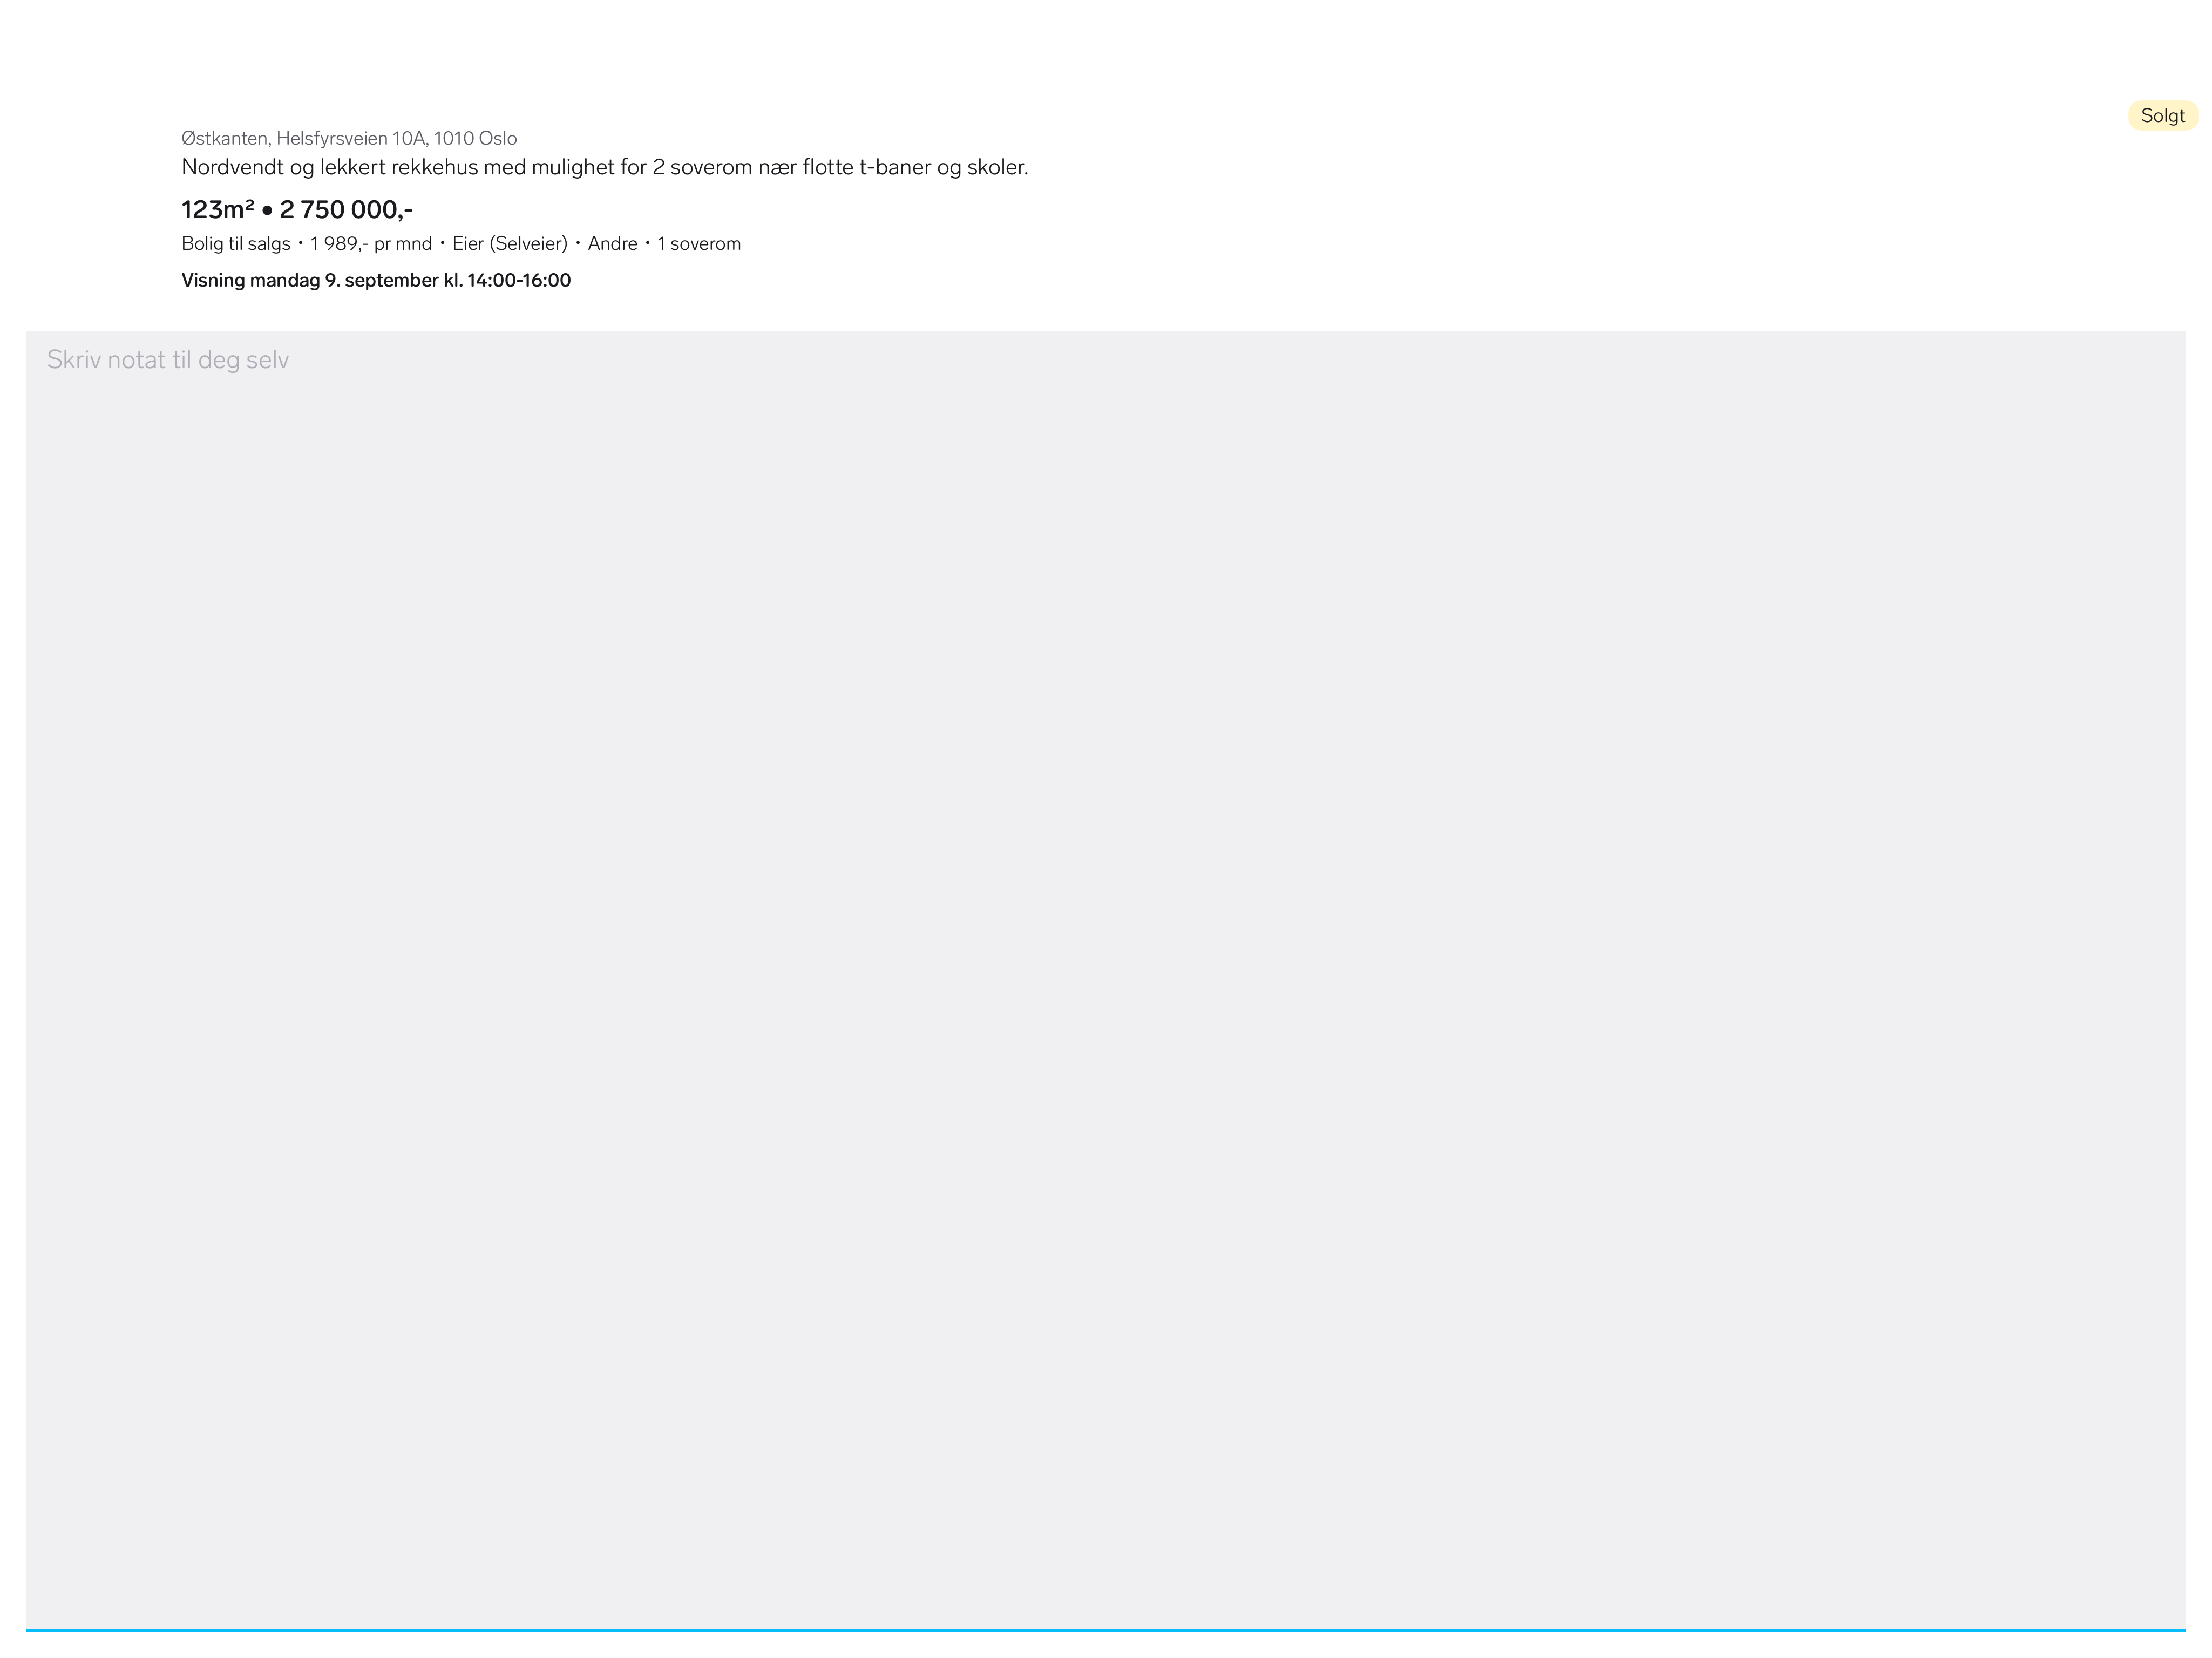 Solgt
Østkanten, Helsfyrsveien 10A, 1010 Oslo
Nordvendt og lekkert rekkehus med mulighet for 2 soverom nær flotte t-baner og skoler.
123m² • 2 750 000,-
Bolig til salgs・1 989,- pr mnd・Eier (Selveier)・Andre・1 soverom
Visning mandag 9. september kl. 14:00-16:00
Skriv notat til deg selv